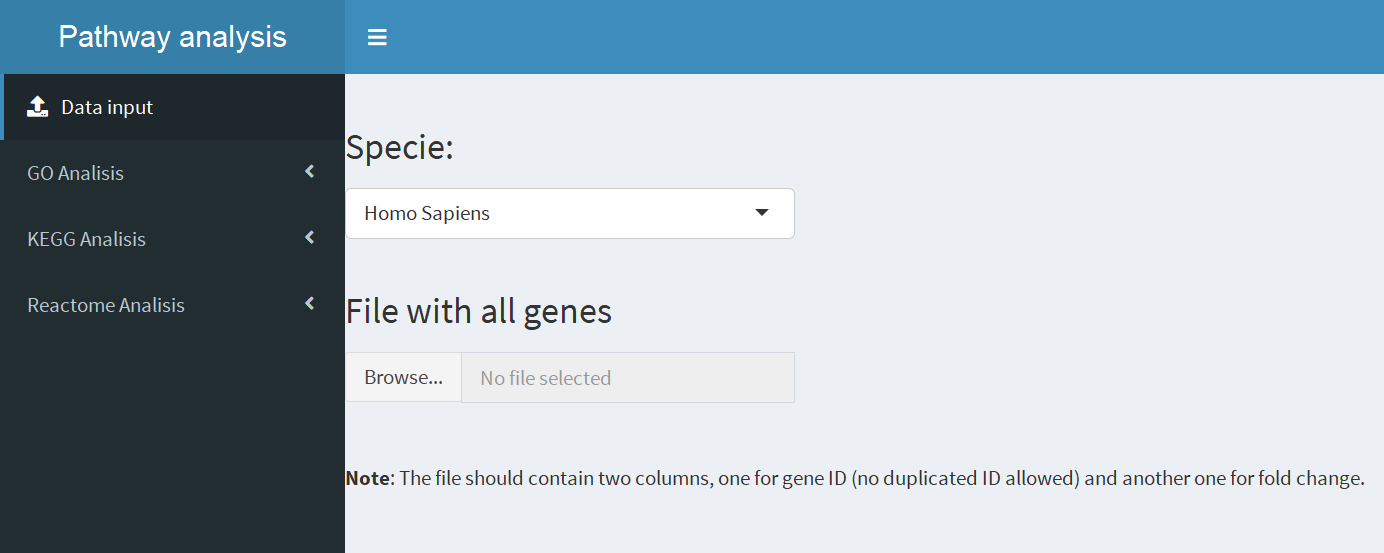 Pathway analysis
Data input
GO Analisis
KEGG Analisis
Reactome Analisis
Specie:
Homo Sapiens
File with all genes
Browse... No file selected
Note: The file should contain two columns, one for gene ID (no duplicated ID allowed) and another one for fold change.